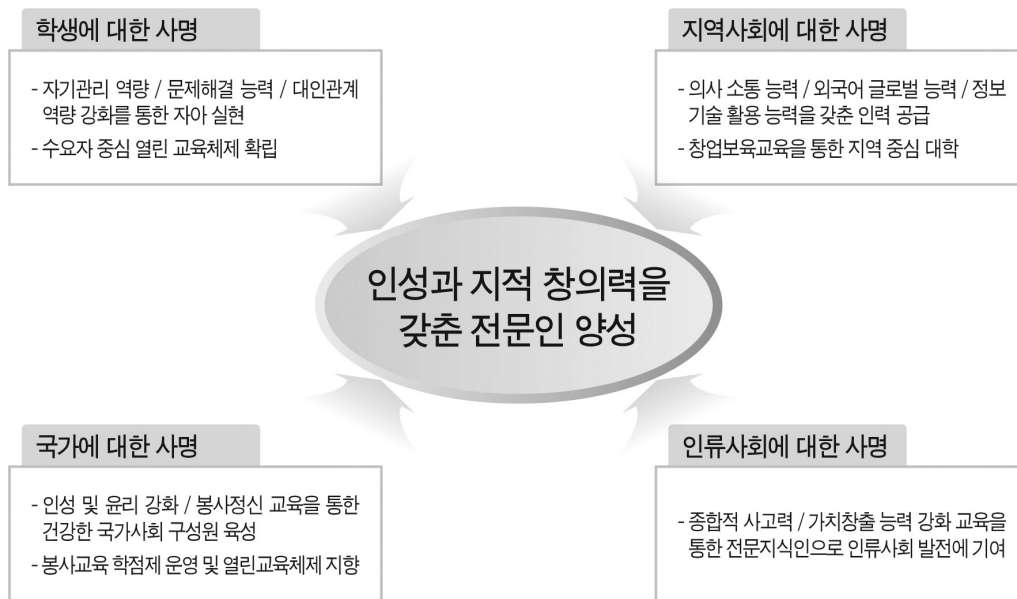 학생에 대한 사명
- 자기관리 역량 / 문제해결 능력 / 대인관계
역량 강화를 통한 자아 실현
- 수요자 중심 열린 교육체제 확립
지역사회에 대한 사명
- 의사 소통 능력 / 외국어 글로벌 능력 / 정보
기술 활용 능력을 갖춘 인력 공급
- 창업보육교육을 통한 지역 중심 대학
인성과 지적 창의력을
갖춘 전문인 양성
국가에 대한 사명
- 인성 및 윤리 강화 / 봉사정신 교육을 통한
건강한 국가사회 구성원 육성
- 봉사교육 학점제 운영 및 열린교육체제 지향
인류사회에 대한 사명
- 종합적 사고력 / 가치창출 능력 강화 교육을
통한 전문지식인으로 인류사회 발전에 기여